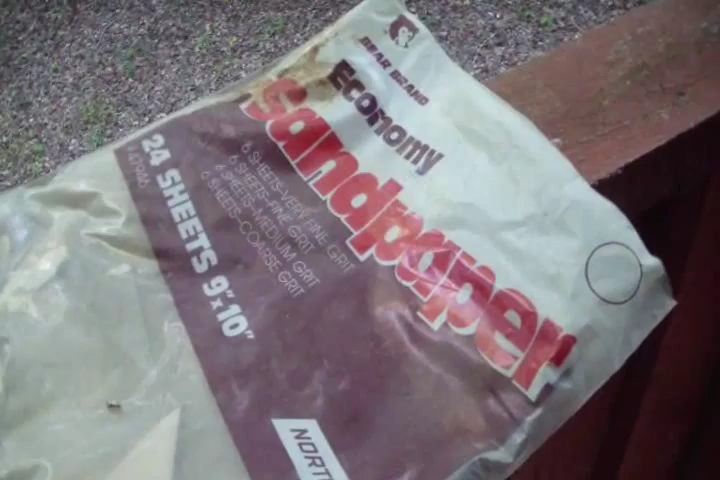 BEAR BRAND
ECONOMY
Sandpaper
6 SHEETS-VERY FINE GRIT
6 SHEETS-FINE GRIT
6 SHEETS-MEDIUM GRIT
6 SHEETS-COARSE GRIT
24 SHEETS 9"x10"
NORT